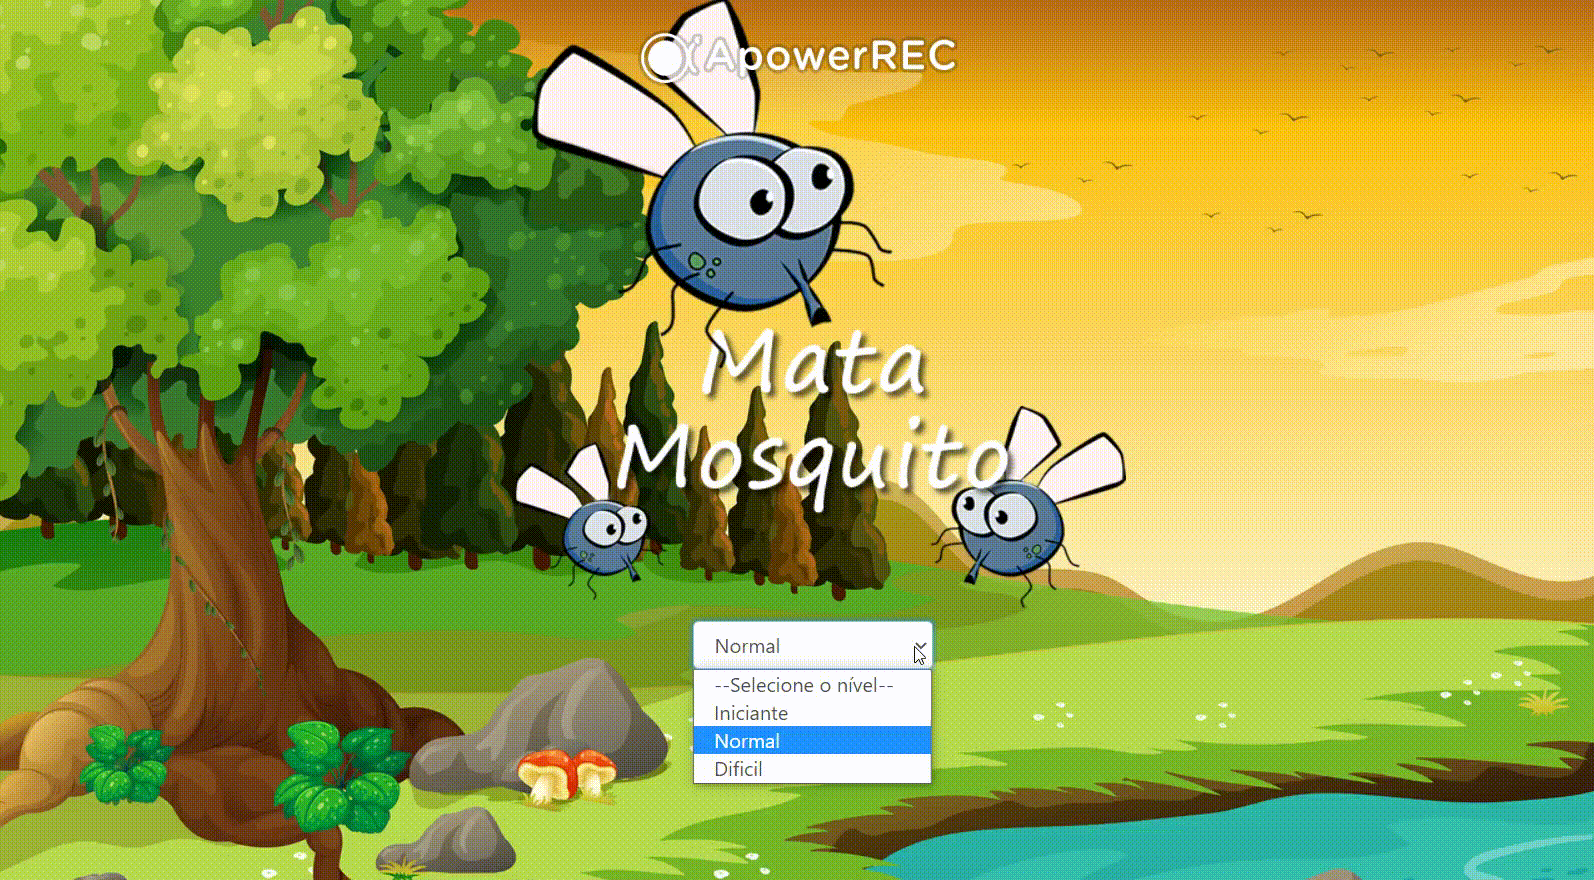 ApowerREC
Mata
Mosquito
Normal
--Selecione o nível--
Iniciante
Normal
Dificil